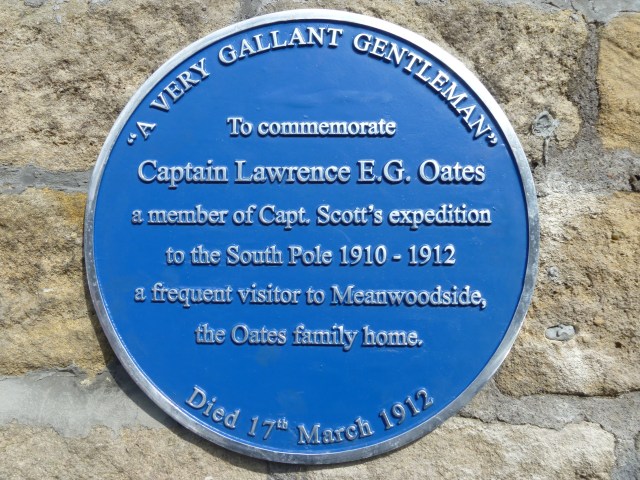 “A VERY GALLANT GENTLEMAN”
To commemorate
Captain Lawrence E.G. Oates
a member of Capt. Scott’s expedition
to the South Pole 1910 - 1912
a frequent visitor to Meanwoodside,
the Oates family home.
Died 17th March 1912